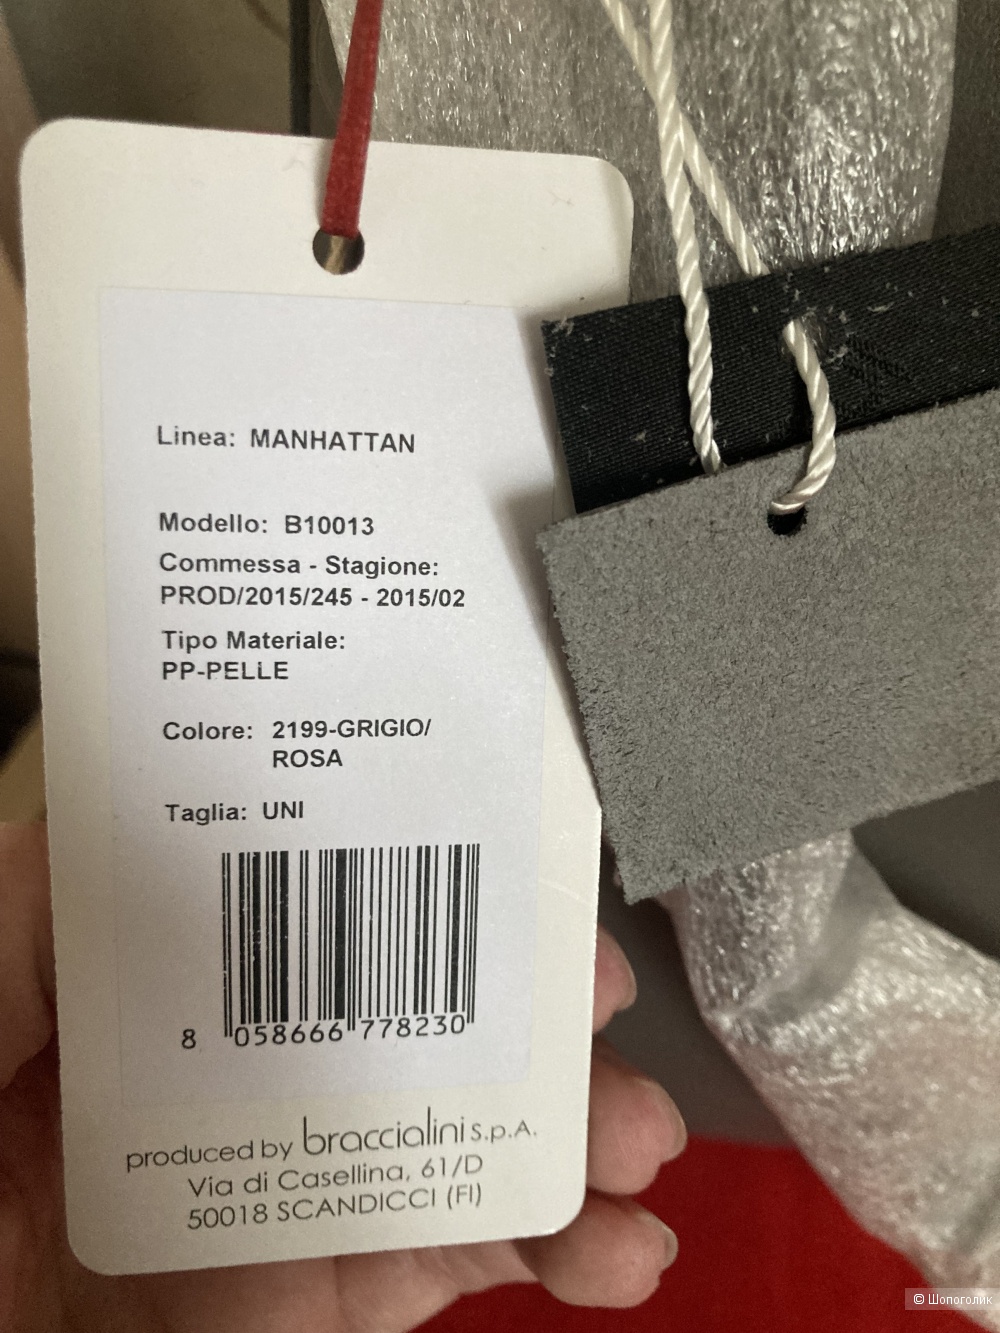 Linea: MANHATTAN
Modello: B10013
Commessa - Stagione:
PROD/2015/245 - 2015/02
Tipo Materiale:
PP-PELLE
Colore: 2199-GRIGIO/
ROSA
Taglia: UNI
8 058666 778230
produced by braccialini s.p.A.
Via di Casellina, 61/D
50018 SCANDICCI (FI)
© Шопоголик